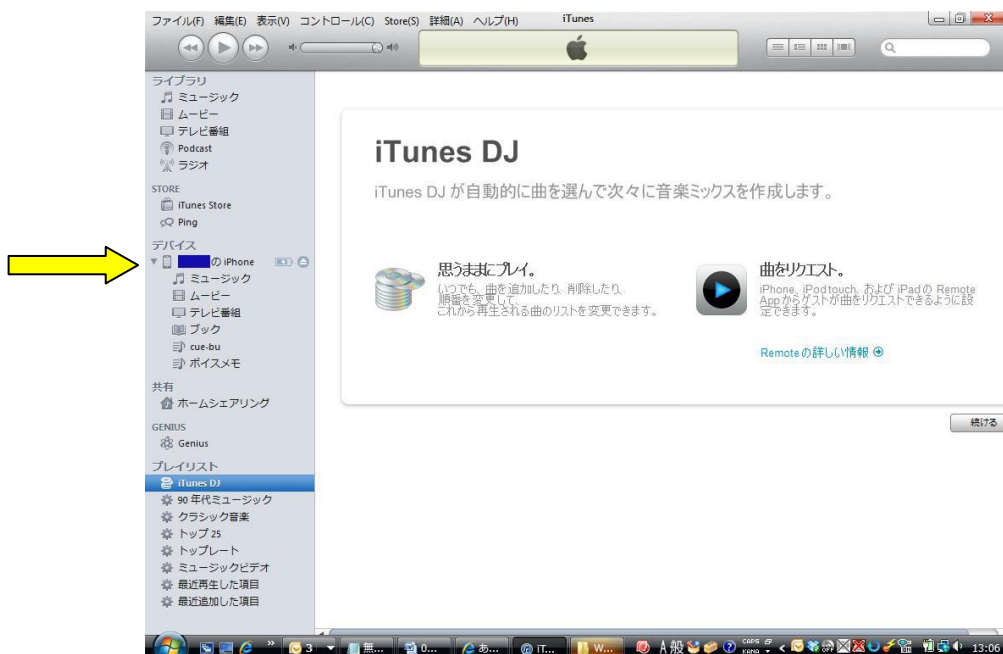 ファイル(F) 編集(E) 表示(V) コントロール(C) Store(S) 詳細(A) ヘルプ(H) iTunes
ライブラリ
ミュージック
ムービー
テレビ番組
Podcast
ラジオ
STORE
iTunes Store
Ping
デバイス
の iPhone
ミュージック
ムービー
テレビ番組
ブック
cue-bu
ボイスメモ
共有
ホームシェアリング
GENIUS
Genius
プレイリスト
iTunes DJ
90 年代ミュージック
クラシック音楽
トップ 25
トップレート
ミュージックビデオ
最近再生した項目
最近追加した項目
iTunes DJ
iTunes DJ が自動的に曲を選んで次々に音楽ミックスを作成します。
思うままにプレイ。
いつでも、曲を追加したり、削除したり、
順番を変更して、
これから再生される曲のリストを変更できます。
曲をリクエスト。
iPhone、iPod touch、および iPad の Remote
App からゲストが曲をリクエストできるように設
定できます。
Remote の詳しい情報
続ける
3 無... 0... あ... iT... W... A 般 CAPS KANA 13:06